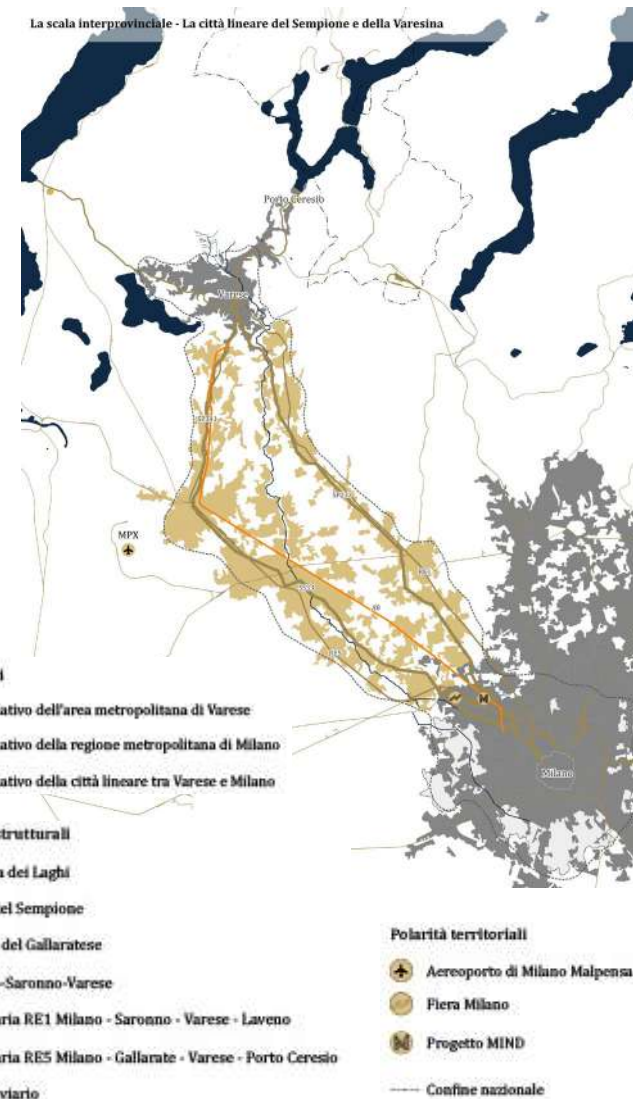 La scala interprovinciale - La città lineare del Sempione e della Varesina
Porto Ceresio
Varese
MPX
Milano
ativo dell'area metropolitana di Varese
ativo della regione metropolitana di Milano
ativo della città lineare tra Varese e Milano
strutturali
dei Laghi
el Sempione
del Gallaratese
-Saronno-Varese
ria RE1 Milano - Saronno - Varese - Laveno
ria RE5 Milano - Gallarate - Varese - Porto Ceresio
viario
Polarità territoriali
Aereoporto di Milano Malpensa
Fiera Milano
Progetto MIND
Confine nazionale